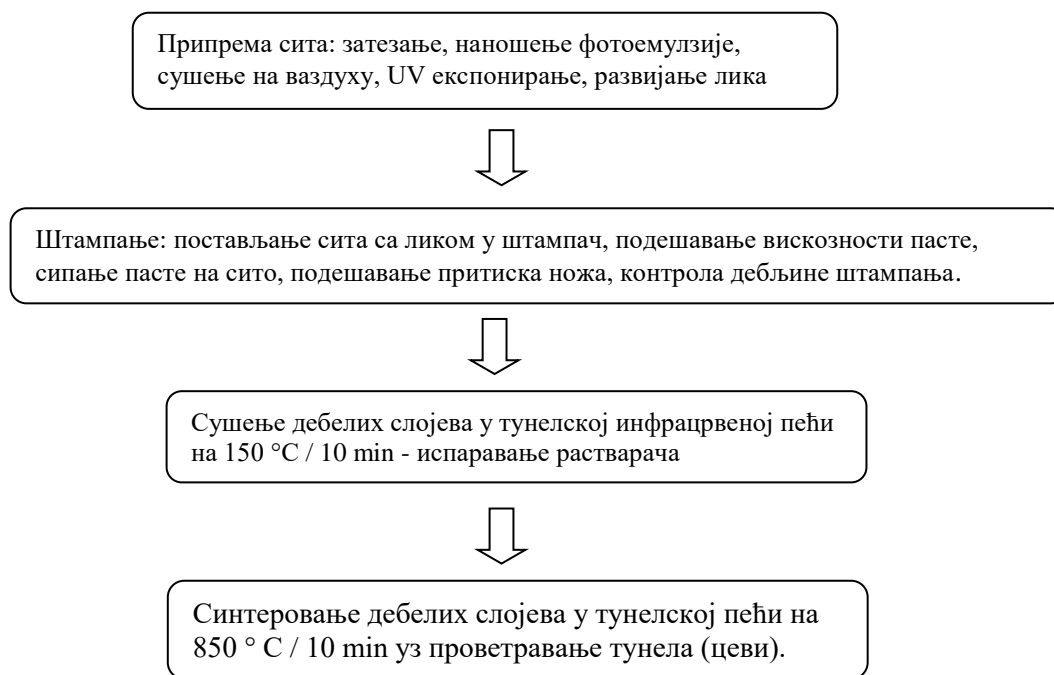 Припрема сита: затезање, наношење фотоемулзије,
сушење на ваздуху, UV експонирање, развијање лика
Штампање: постављање сита са ликом у штампач, подешавање вискозности пасте,
сипање пасте на сито, подешавање притиска ножа, контрола дебљине штампања.
Сушење дебелих слојева у тунелској инфрацрвеној пећи
на 150 °C / 10 min - испаравање растварача
Синтеровање дебелих слојева у тунелској пећи на
850 ° C / 10 min уз проветравање тунела (цеви).